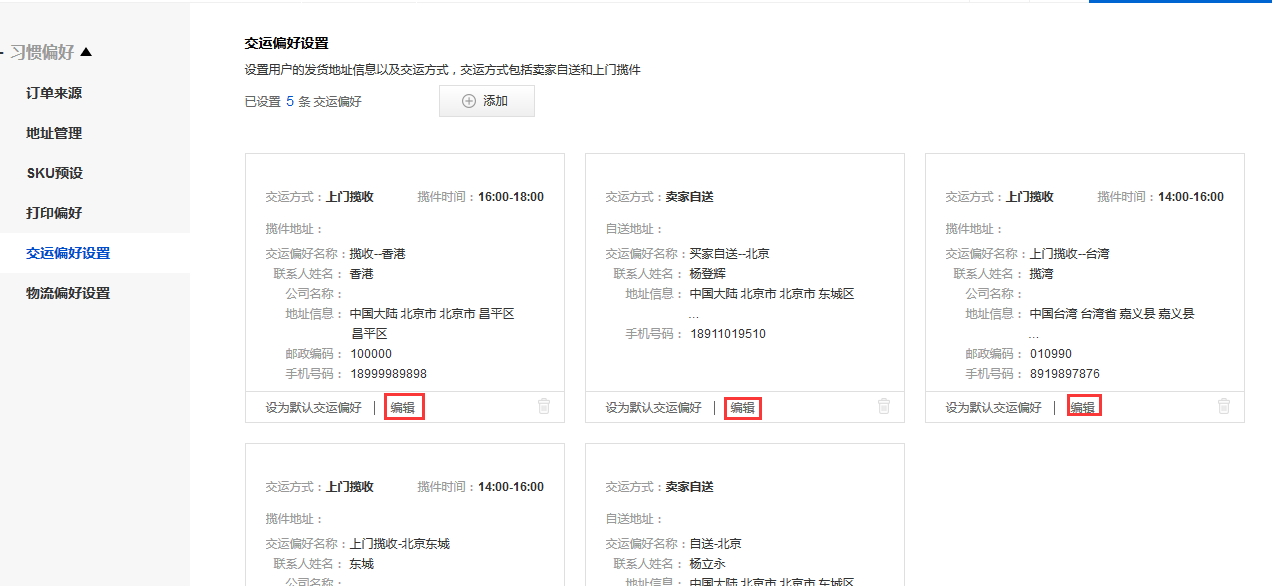 习惯偏好
订单来源
地址管理
SKU预设
打印偏好
交运偏好设置
物流偏好设置
交运偏好设置
设置用户的发货地址信息以及交运方式，交运方式包括卖家自送和上门揽件
已设置 5 条 交运偏好
添加
交运方式：上门揽收 揽件时间：16:00-18:00
揽件地址：
交运偏好名称：揽收--香港
联系人姓名：香港
公司名称：
地址信息：中国大陆 北京市 北京市 昌平区
昌平区
邮政编码：100000
手机号码：18999989898
设为默认交运偏好 | 编辑
交运方式：卖家自送
自送地址：
交运偏好名称：买家自送--北京
联系人姓名：杨登辉
地址信息：中国大陆 北京市 北京市 东城区
...
手机号码：18911019510
设为默认交运偏好 | 编辑
交运方式：上门揽收 揽件时间：14:00-16:00
揽件地址：
交运偏好名称：上门揽收--台湾
联系人姓名：揽湾
公司名称：
地址信息：中国台湾 台湾省 嘉义县 嘉义县
...
邮政编码：010990
手机号码：8919897876
设为默认交运偏好 | 编辑
交运方式：上门揽收 揽件时间：14:00-16:00
揽件地址：
交运偏好名称：上门揽收-北京东城
联系人姓名：东城
公司名称：
交运方式：卖家自送
自送地址：
交运偏好名称：自送-北京
联系人姓名：杨立永
地址信息：中国大陆 北京市 北京市 东城区